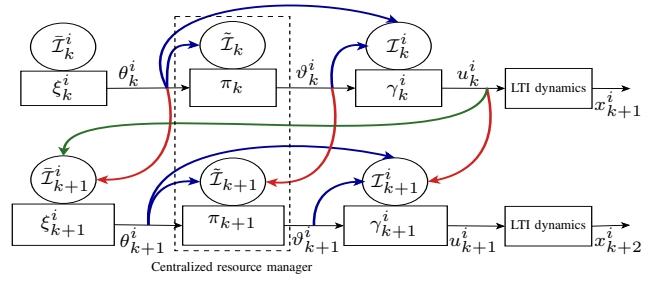 Ī_k^i Ĩ_k I_k^i
ξ_k^i θ_k^i π_k ϑ_k^i γ_k^i u_k^i LTI dynamics x_{k+1}^i
Ī_{k+1}^i Ĩ_{k+1} I_{k+1}^i
ξ_{k+1}^i θ_{k+1}^i π_{k+1} ϑ_{k+1}^i γ_{k+1}^i u_{k+1}^i LTI dynamics x_{k+2}^i
Centralized resource manager